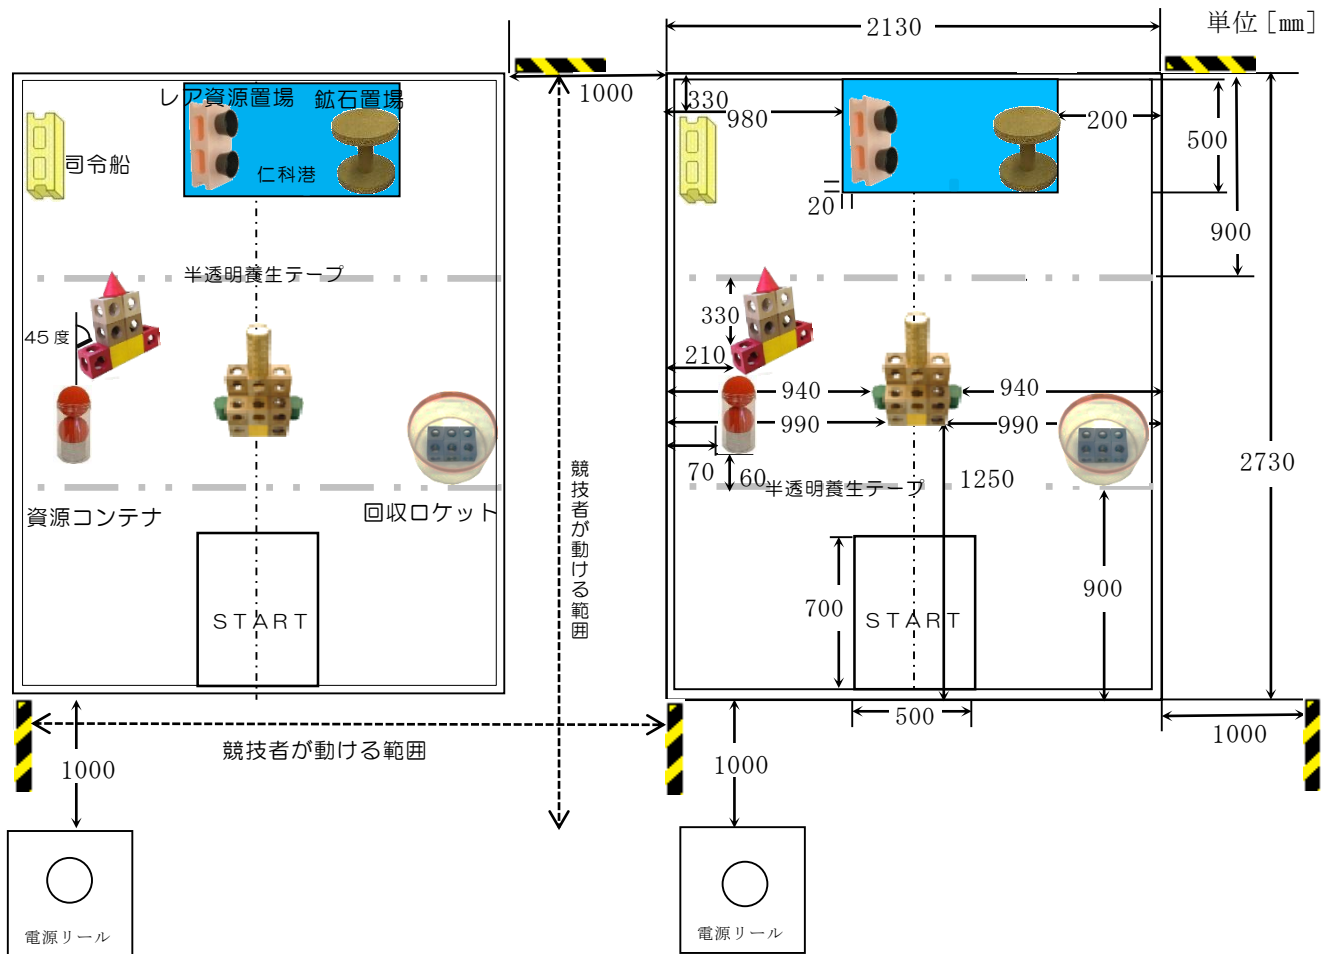 単位［mm］
2130
1000
レア資源置場 鉱石置場
司令船
仁科港
半透明養生テープ
45度
資源コンテナ
回収ロケット
START
競技者が動ける範囲
競技者が動ける範囲
1000
電源リール
330
980
200
500
20
900
330
210
940
940
990
990
70
60
半透明養生テープ
1250
2730
700
START
900
500
1000
1000
電源リール